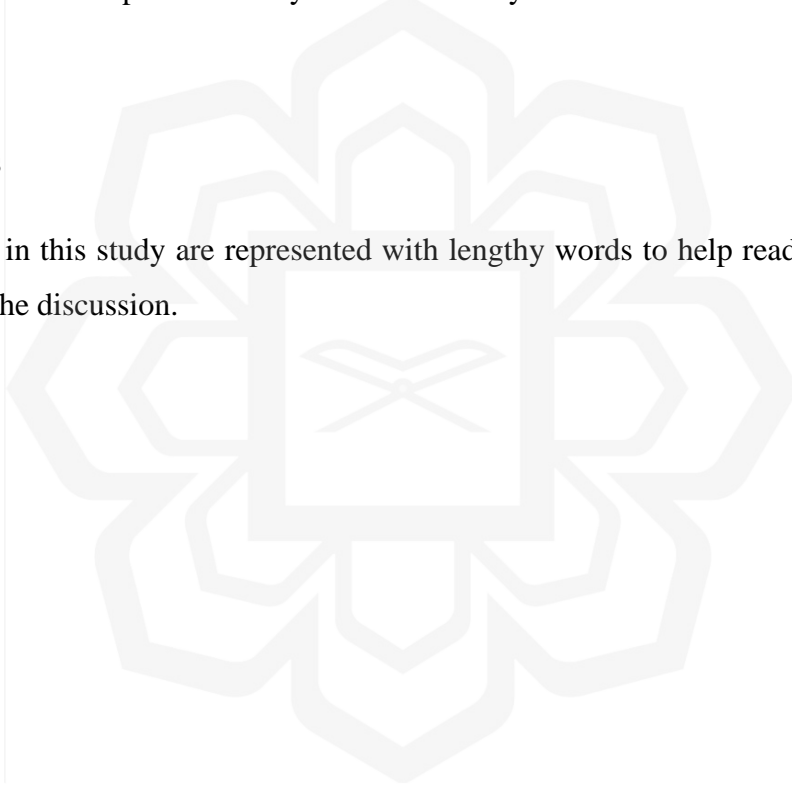 in this study are represented with lengthy words to help read
he discussion.